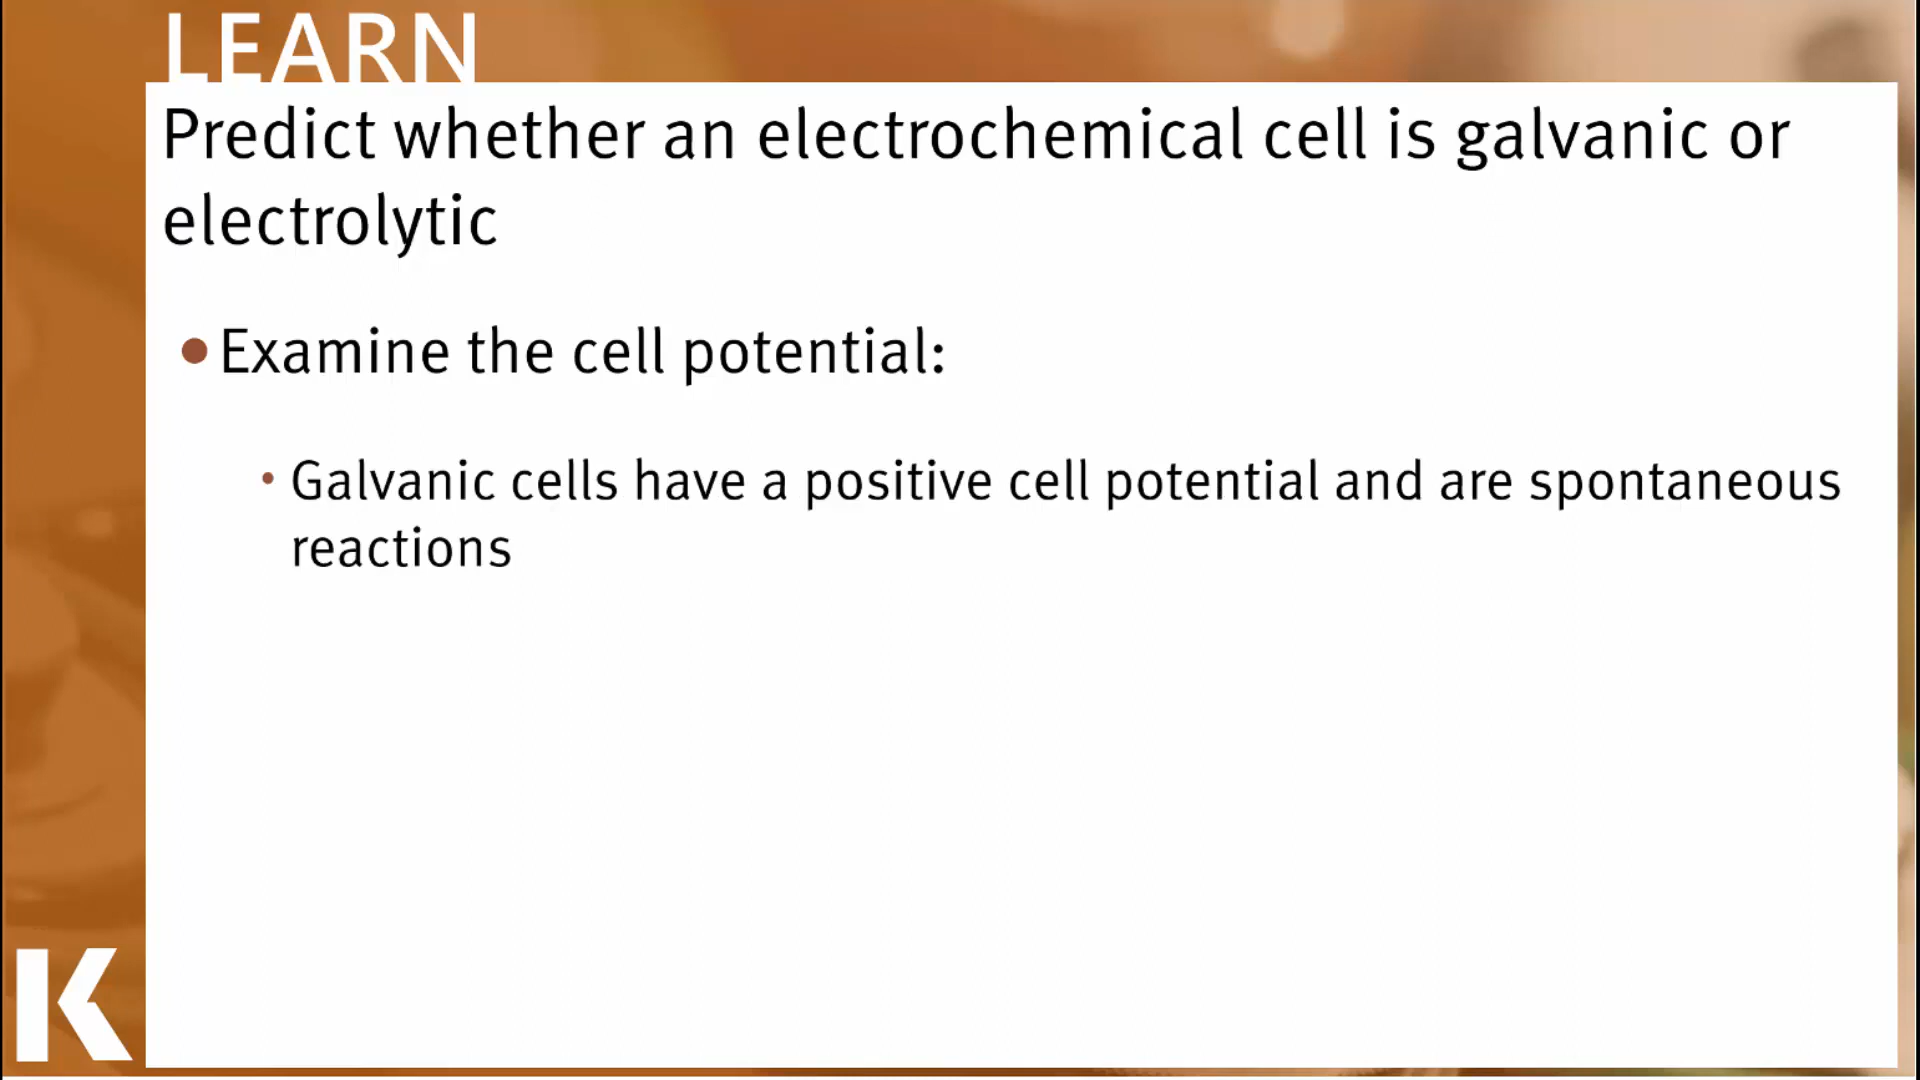 LEARN
Predict whether an electrochemical cell is galvanic or
electrolytic
•Examine the cell potential:
• Galvanic cells have a positive cell potential and are spontaneous
reactions
K